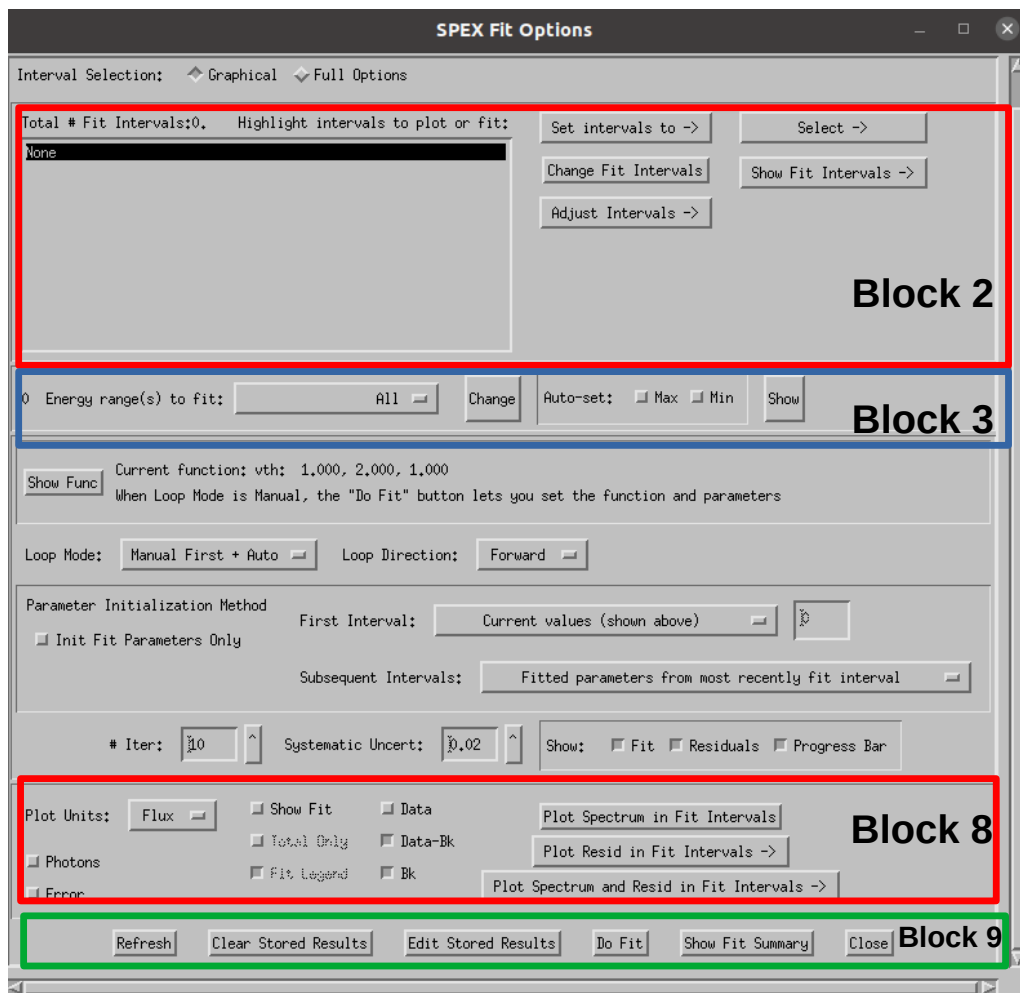 SPEX Fit Options
Interval Selection: Graphical Full Options
Total # Fit Intervals:0. Highlight intervals to plot or fit:
None
Set intervals to -> Select ->
Change Fit Intervals Show Fit Intervals ->
Adjust Intervals ->
Block 2
0 Energy range(s) to fit: All Change Auto-set: Max Min Show
Block 3
Show Func
Current function: vth: 1.000, 2.000, 1.000
When Loop Mode is Manual, the "Do Fit" button lets you set the function and parameters
Loop Mode: Manual First + Auto Loop Direction: Forward
Parameter Initialization Method
First Interval: Current values (shown above) 0
Init Fit Parameters Only
Subsequent Intervals: Fitted parameters from most recently fit interval
# Iter: 10 ^ Systematic Uncert: 0.02 ^ Show: Fit Residuals Progress Bar
Plot Units: Flux Show Fit Data Plot Spectrum in Fit Intervals
Total Only Data-Bk
Block 8
Photons Plot Resid in Fit Intervals ->
Fit Legend Bk
Error Plot Spectrum and Resid in Fit Intervals ->
Refresh Clear Stored Results Edit Stored Results Do Fit Show Fit Summary Close Block 9